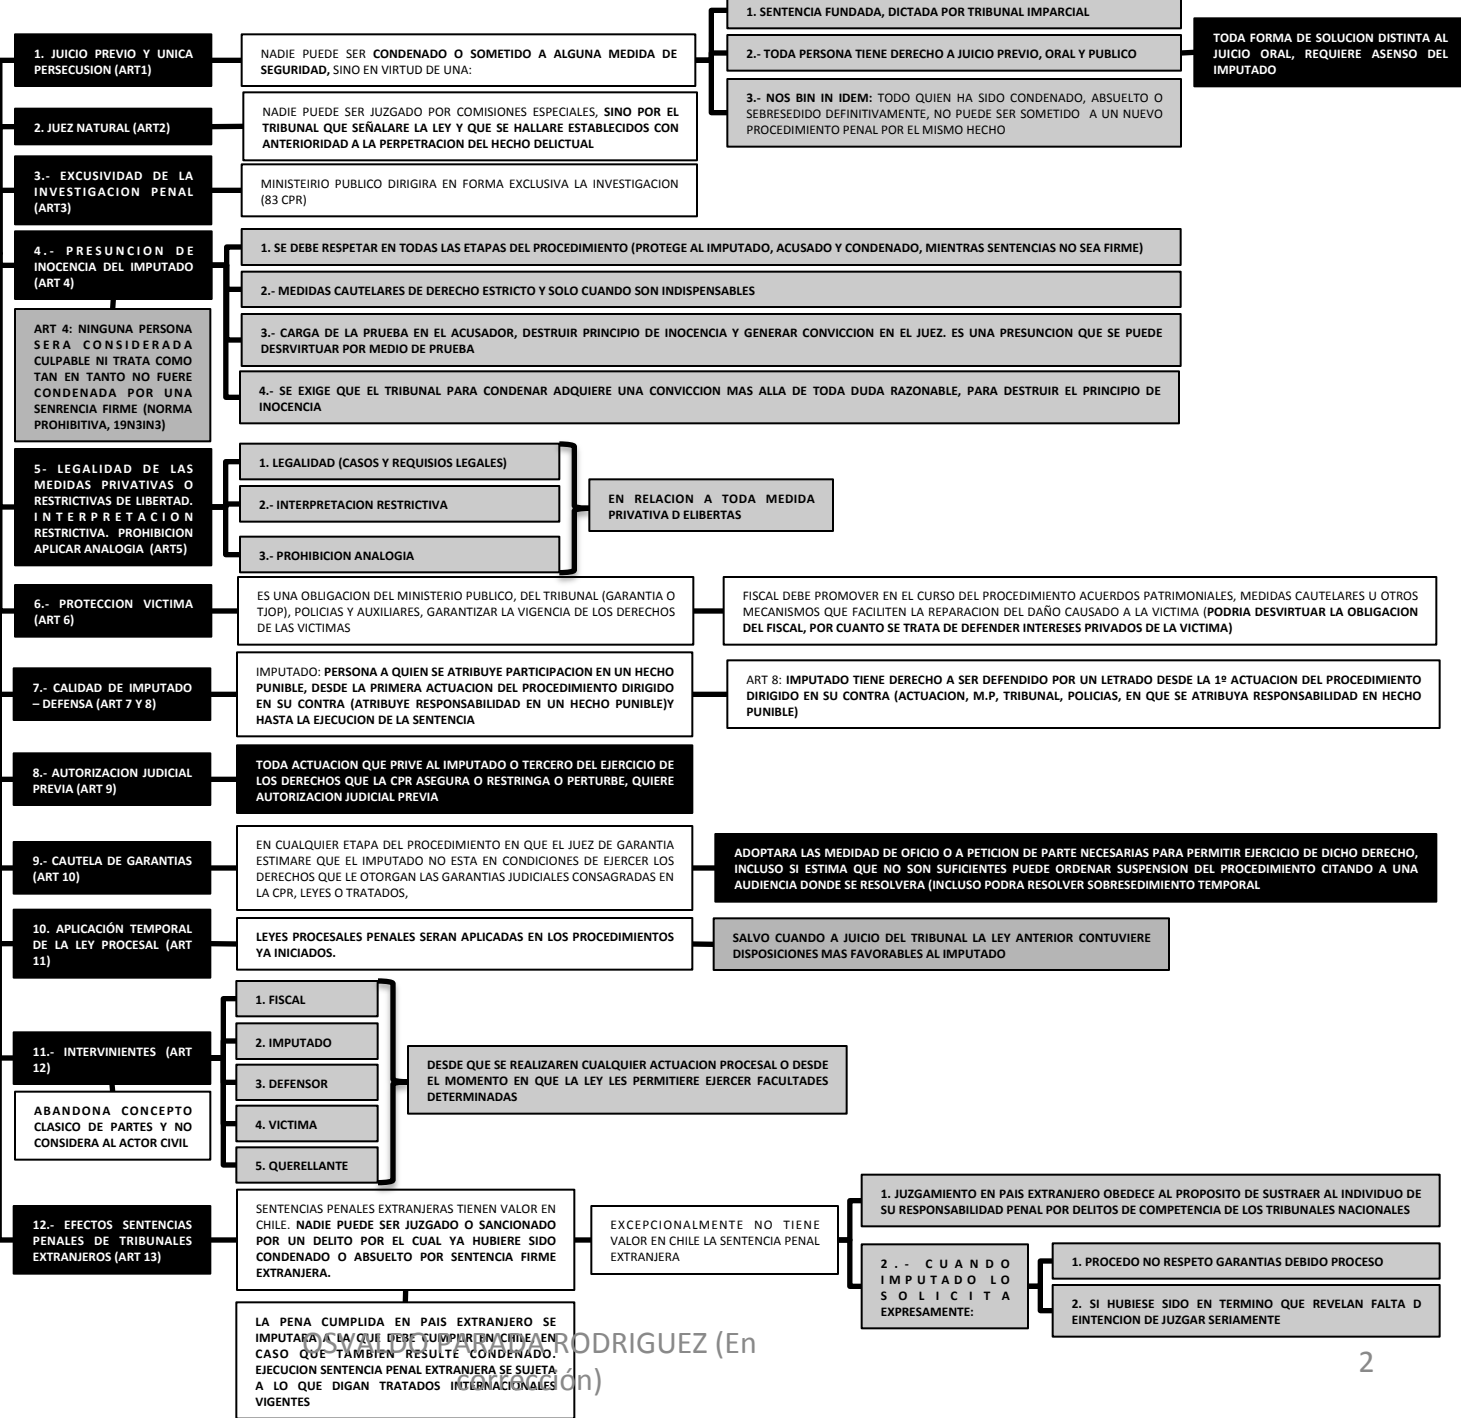 1. SENTENCIA FUNDADA, DICTADA POR TRIBUNAL IMPARCIAL
1. JUICIO PREVIO Y UNICA
PERSECUSION (ART1)
NADIE PUEDE SER CONDENADO O SOMETIDO A ALGUNA MEDIDA DE
SEGURIDAD, SINO EN VIRTUD DE UNA:
2.- TODA PERSONA TIENE DERECHO A JUICIO PREVIO, ORAL Y PUBLICO
TODA FORMA DE SOLUCION DISTINTA AL
JUICIO ORAL, REQUIERE ASENSO DEL
IMPUTADO
3.- NOS BIN IN IDEM: TODO QUIEN HA SIDO CONDENADO, ABSUELTO O
SEBRESEDIDO DEFINITIVAMENTE, NO PUEDE SER SOMETIDO A UN NUEVO
PROCEDIMIENTO PENAL POR EL MISMO HECHO
2. JUEZ NATURAL (ART2)
NADIE PUEDE SER JUZGADO POR COMISIONES ESPECIALES, SINO POR EL
TRIBUNAL QUE SEÑALARE LA LEY Y QUE SE HALLARE ESTABLECIDOS CON
ANTERIORIDAD A LA PERPETRACION DEL HECHO DELICTUAL
3.- EXCUSIVIDAD DE LA
INVESTIGACION PENAL
(ART3)
MINISTEIRIO PUBLICO DIRIGIRA EN FORMA EXCLUSIVA LA INVESTIGACION
(83 CPR)
4.- PRESUNCION DE
INOCENCIA DEL IMPUTADO
(ART 4)
1. SE DEBE RESPETAR EN TODAS LAS ETAPAS DEL PROCEDIMIENTO (PROTEGE AL IMPUTADO, ACUSADO Y CONDENADO, MIENTRAS SENTENCIAS NO SEA FIRME)
2.- MEDIDAS CAUTELARES DE DERECHO ESTRICTO Y SOLO CUANDO SON INDISPENSABLES
3.- CARGA DE LA PRUEBA EN EL ACUSADOR, DESTRUIR PRINCIPIO DE INOCENCIA Y GENERAR CONVICCION EN EL JUEZ. ES UNA PRESUNCION QUE SE PUEDE
DESRVIRTUAR POR MEDIO DE PRUEBA
4.- SE EXIGE QUE EL TRIBUNAL PARA CONDENAR ADQUIERE UNA CONVICCION MAS ALLA DE TODA DUDA RAZONABLE, PARA DESTRUIR EL PRINCIPIO DE
INOCENCIA
ART 4: NINGUNA PERSONA
SERA CONSIDERADA
CULPABLE NI TRATA COMO
TAN EN TANTO NO FUERE
CONDENADA POR UNA
SENRENCIA FIRME (NORMA
PROHIBITIVA, 19N3IN3)
5- LEGALIDAD DE LAS
MEDIDAS PRIVATIVAS O
RESTRICTIVAS DE LIBERTAD.
INTERPRETACION
RESTRICTIVA. PROHIBICION
APLICAR ANALOGIA (ART5)
1. LEGALIDAD (CASOS Y REQUISIOS LEGALES)
2.- INTERPRETACION RESTRICTIVA
3.- PROHIBICION ANALOGIA
EN RELACION A TODA MEDIDA
PRIVATIVA D ELIBERTAS
6.- PROTECCION VICTIMA
(ART 6)
ES UNA OBLIGACION DEL MINISTERIO PUBLICO, DEL TRIBUNAL (GARANTIA O
TJOP), POLICIAS Y AUXILIARES, GARANTIZAR LA VIGENCIA DE LOS DERECHOS
DE LAS VICTIMAS
FISCAL DEBE PROMOVER EN EL CURSO DEL PROCEDIMIENTO ACUERDOS PATRIMONIALES, MEDIDAS CAUTELARES U OTROS
MECANISMOS QUE FACILITEN LA REPARACION DEL DAÑO CAUSADO A LA VICTIMA (PODRIA DESVIRTUAR LA OBLIGACION
DEL FISCAL, POR CUANTO SE TRATA DE DEFENDER INTERESES PRIVADOS DE LA VICTIMA)
7.- CALIDAD DE IMPUTADO
– DEFENSA (ART 7 Y 8)
IMPUTADO: PERSONA A QUIEN SE ATRIBUYE PARTICIPACION EN UN HECHO
PUNIBLE, DESDE LA PRIMERA ACTUACION DEL PROCEDIMIENTO DIRIGIDO
EN SU CONTRA (ATRIBUYE RESPONSABILIDAD EN UN HECHO PUNIBLE)Y
HASTA LA EJECUCION DE LA SENTENCIA
ART 8: IMPUTADO TIENE DERECHO A SER DEFENDIDO POR UN LETRADO DESDE LA 1º ACTUACION DEL PROCEDIMIENTO
DIRIGIDO EN SU CONTRA (ACTUACION, M.P, TRIBUNAL, POLICIAS, EN QUE SE ATRIBUYA RESPONSABILIDAD EN HECHO
PUNIBLE)
8.- AUTORIZACION JUDICIAL
PREVIA (ART 9)
TODA ACTUACION QUE PRIVE AL IMPUTADO O TERCERO DEL EJERCICIO DE
LOS DERECHOS QUE LA CPR ASEGURA O RESTRINGA O PERTURBE, QUIERE
AUTORIZACION JUDICIAL PREVIA
9.- CAUTELA DE GARANTIAS
(ART 10)
EN CUALQUIER ETAPA DEL PROCEDIMIENTO EN QUE EL JUEZ DE GARANTIA
ESTIMARE QUE EL IMPUTADO NO ESTA EN CONDICIONES DE EJERCER LOS
DERECHOS QUE LE OTORGAN LAS GARANTIAS JUDICIALES CONSAGRADAS EN
LA CPR, LEYES O TRATADOS,
ADOPTARA LAS MEDIDAD DE OFICIO O A PETICION DE PARTE NECESARIAS PARA PERMITIR EJERCICIO DE DICHO DERECHO,
INCLUSO SI ESTIMA QUE NO SON SUFICIENTES PUEDE ORDENAR SUSPENSION DEL PROCEDIMIENTO CITANDO A UNA
AUDIENCIA DONDE SE RESOLVERA (INCLUSO PODRA RESOLVER SOBRESEDIMIENTO TEMPORAL
10. APLICACIÓN TEMPORAL
DE LA LEY PROCESAL (ART
11)
LEYES PROCESALES PENALES SERAN APLICADAS EN LOS PROCEDIMIENTOS
YA INICIADOS.
SALVO CUANDO A JUICIO DEL TRIBUNAL LA LEY ANTERIOR CONTUVIERE
DISPOSICIONES MAS FAVORABLES AL IMPUTADO
11.- INTERVINIENTES (ART
12)
ABANDONA CONCEPTO
CLASICO DE PARTES Y NO
CONSIDERA AL ACTOR CIVIL
1. FISCAL
2. IMPUTADO
3. DEFENSOR
4. VICTIMA
5. QUERELLANTE
DESDE QUE SE REALIZAREN CUALQUIER ACTUACION PROCESAL O DESDE
EL MOMENTO EN QUE LA LEY LES PERMITIERE EJERCER FACULTADES
DETERMINADAS
12.- EFECTOS SENTENCIAS
PENALES DE TRIBUNALES
EXTRANJEROS (ART 13)
SENTENCIAS PENALES EXTRANJERAS TIENEN VALOR EN
CHILE. NADIE PUEDE SER JUZGADO O SANCIONADO
POR UN DELITO POR EL CUAL YA HUBIERE SIDO
CONDENADO O ABSUELTO POR SENTENCIA FIRME
EXTRANJERA.
EXCEPCIONALMENTE NO TIENE
VALOR EN CHILE LA SENTENCIA PENAL
EXTRANJERA
1. JUZGAMIENTO EN PAIS EXTRANJERO OBEDECE AL PROPOSITO DE SUSTRAER AL INDIVIDUO DE
SU RESPONSABILIDAD PENAL POR DELITOS DE COMPETENCIA DE LOS TRIBUNALES NACIONALES
2.- CUANDO
IMPUTADO LO
SOLICITA
EXPRESAMENTE:
1. PROCEDO NO RESPETO GARANTIAS DEBIDO PROCESO
2. SI HUBIESE SIDO EN TERMINO QUE REVELAN FALTA D
EINTENCION DE JUZGAR SERIAMENTE
LA PENA CUMPLIDA EN PAIS EXTRANJERO SE
IMPUTARA A LA QUE DEBE CUMPLIR EN CHILE, EN
CASO QUE TAMBIEN RESULTE CONDENADO.
EJECUCION SENTENCIA PENAL EXTRANJERA SE SUJETA
A LO QUE DIGAN TRATADOS INTERNACIONALES
VIGENTES
OSVALDO PARADA RODRIGUEZ (En
corrección)
2